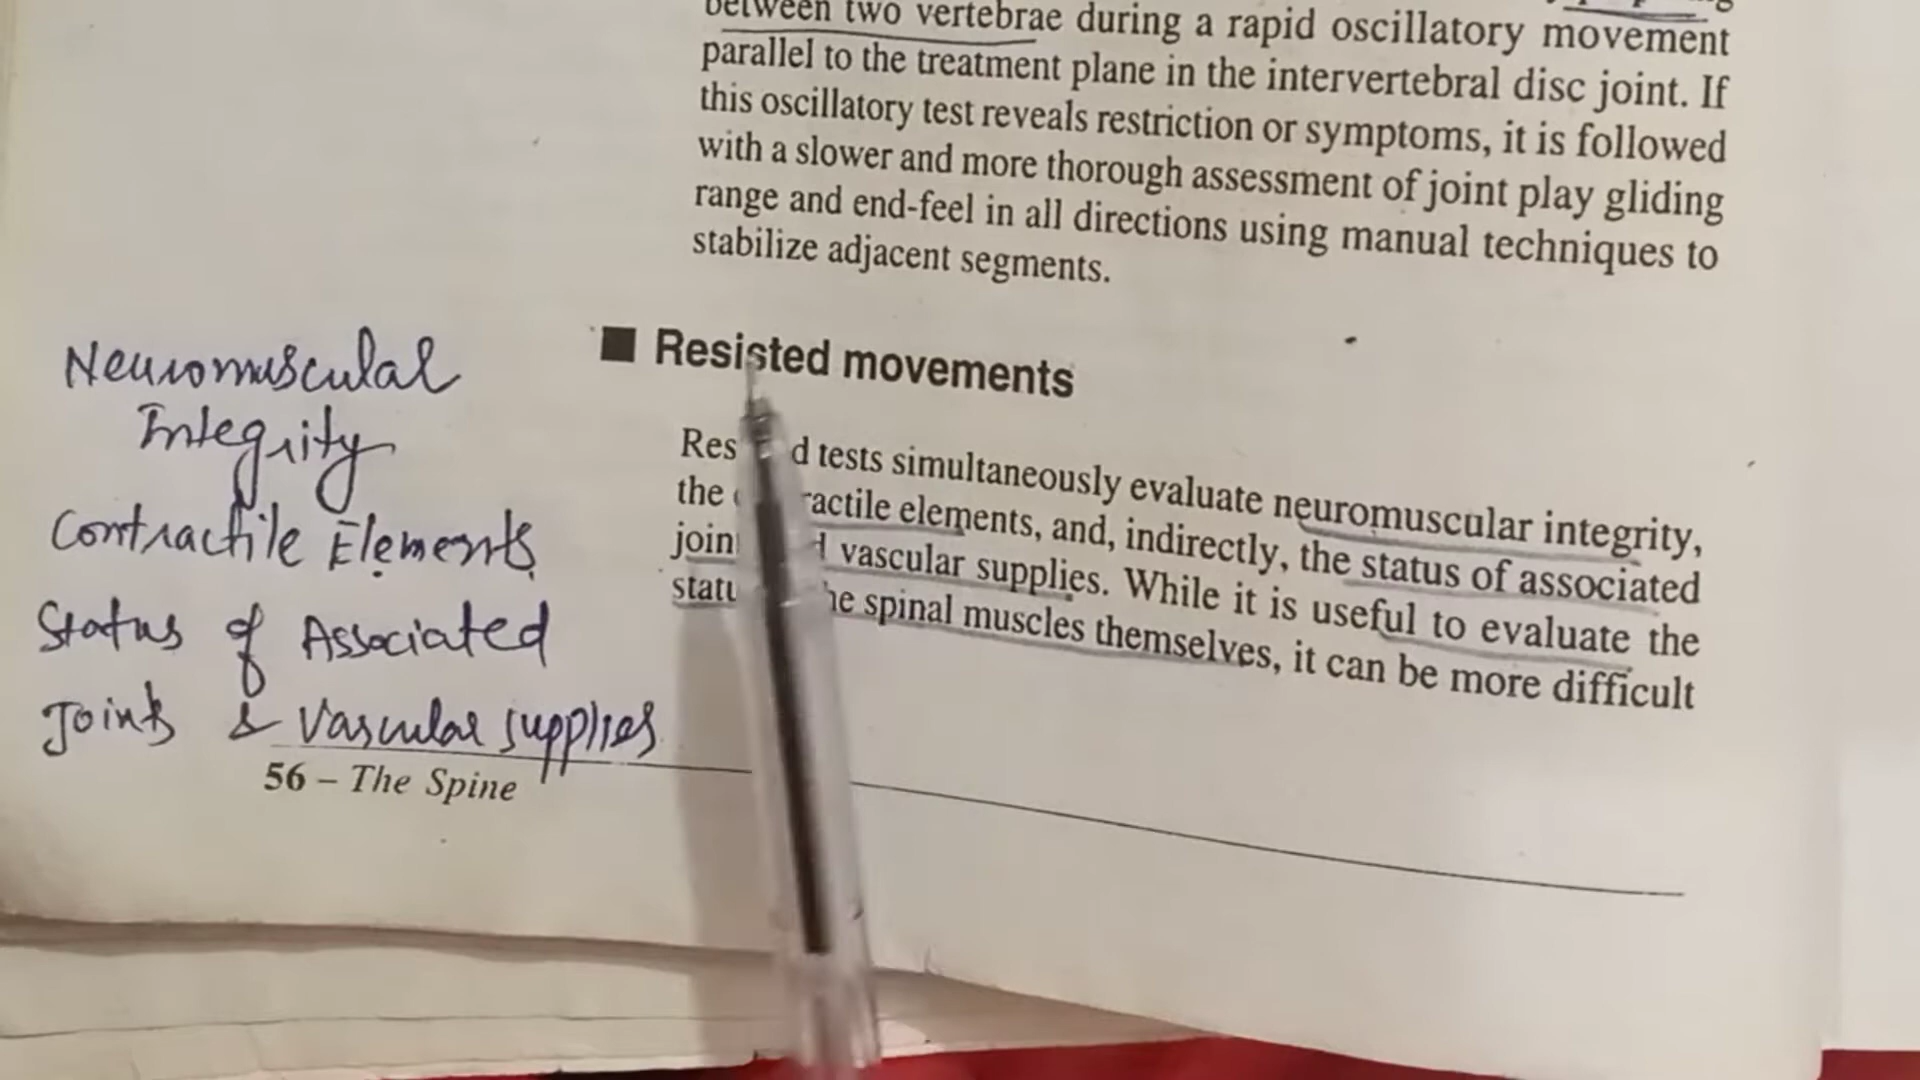 between two vertebrae during a rapid oscillatory movement
parallel to the treatment plane in the intervertebral disc joint. If
this oscillatory test reveals restriction or symptoms, it is followed
with a slower and more thorough assessment of joint play gliding
range and end-feel in all directions using manual techniques to
stabilize adjacent segments.
■ Resisted movements
tests simultaneously evaluate neuromuscular integrity,
the elements, and, indirectly, the status of associated
vascular supplies. While it is useful to evaluate the
spinal muscles themselves, it can be more difficult
Neuromuscular
Integrity
Contractile Elements
Status of Associated
Joints & Vascular supplies
56 – The Spine